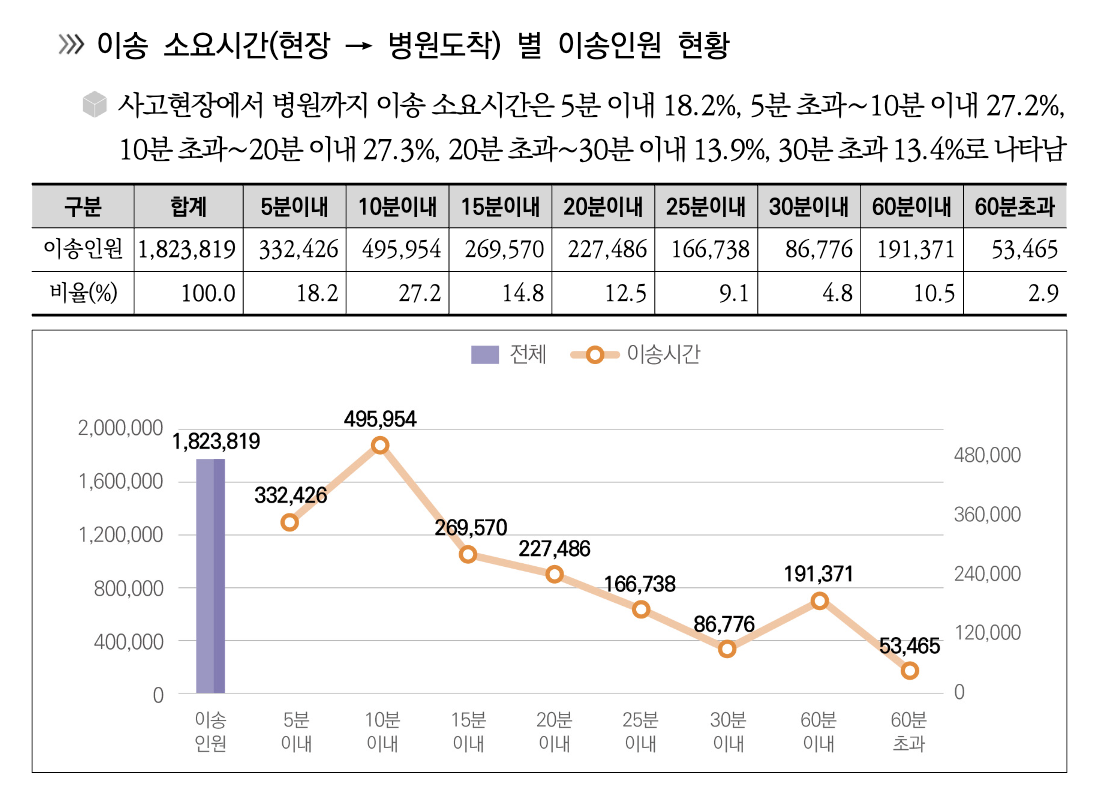 이송 소요시간(현장 → 병원도착) 별 이송인원 현황
사고현장에서 병원까지 이송 소요시간은 5분 이내 18.2%, 5분 초과~10분 이내 27.2%,
10분 초과~20분 이내 27.3%, 20분 초과~30분 이내 13.9%, 30분 초과 13.4%로 나타남
구분 합계 5분이내 10분이내 15분이내 20분이내 25분이내 30분이내 60분이내 60분초과
이송인원 1,823,819 332,426 495,954 269,570 227,486 166,738 86,776 191,371 53,465
비율(%) 100.0 18.2 27.2 14.8 12.5 9.1 4.8 10.5 2.9
전체 이송시간
2,000,000
1,600,000
1,200,000
800,000
400,000
0
1,823,819
332,426
495,954
269,570
227,486
166,738
86,776
191,371
53,465
480,000
360,000
240,000
120,000
0
이송 5분 10분 15분 20분 25분 30분 60분 60분
인원 이내 이내 이내 이내 이내 이내 이내 초과